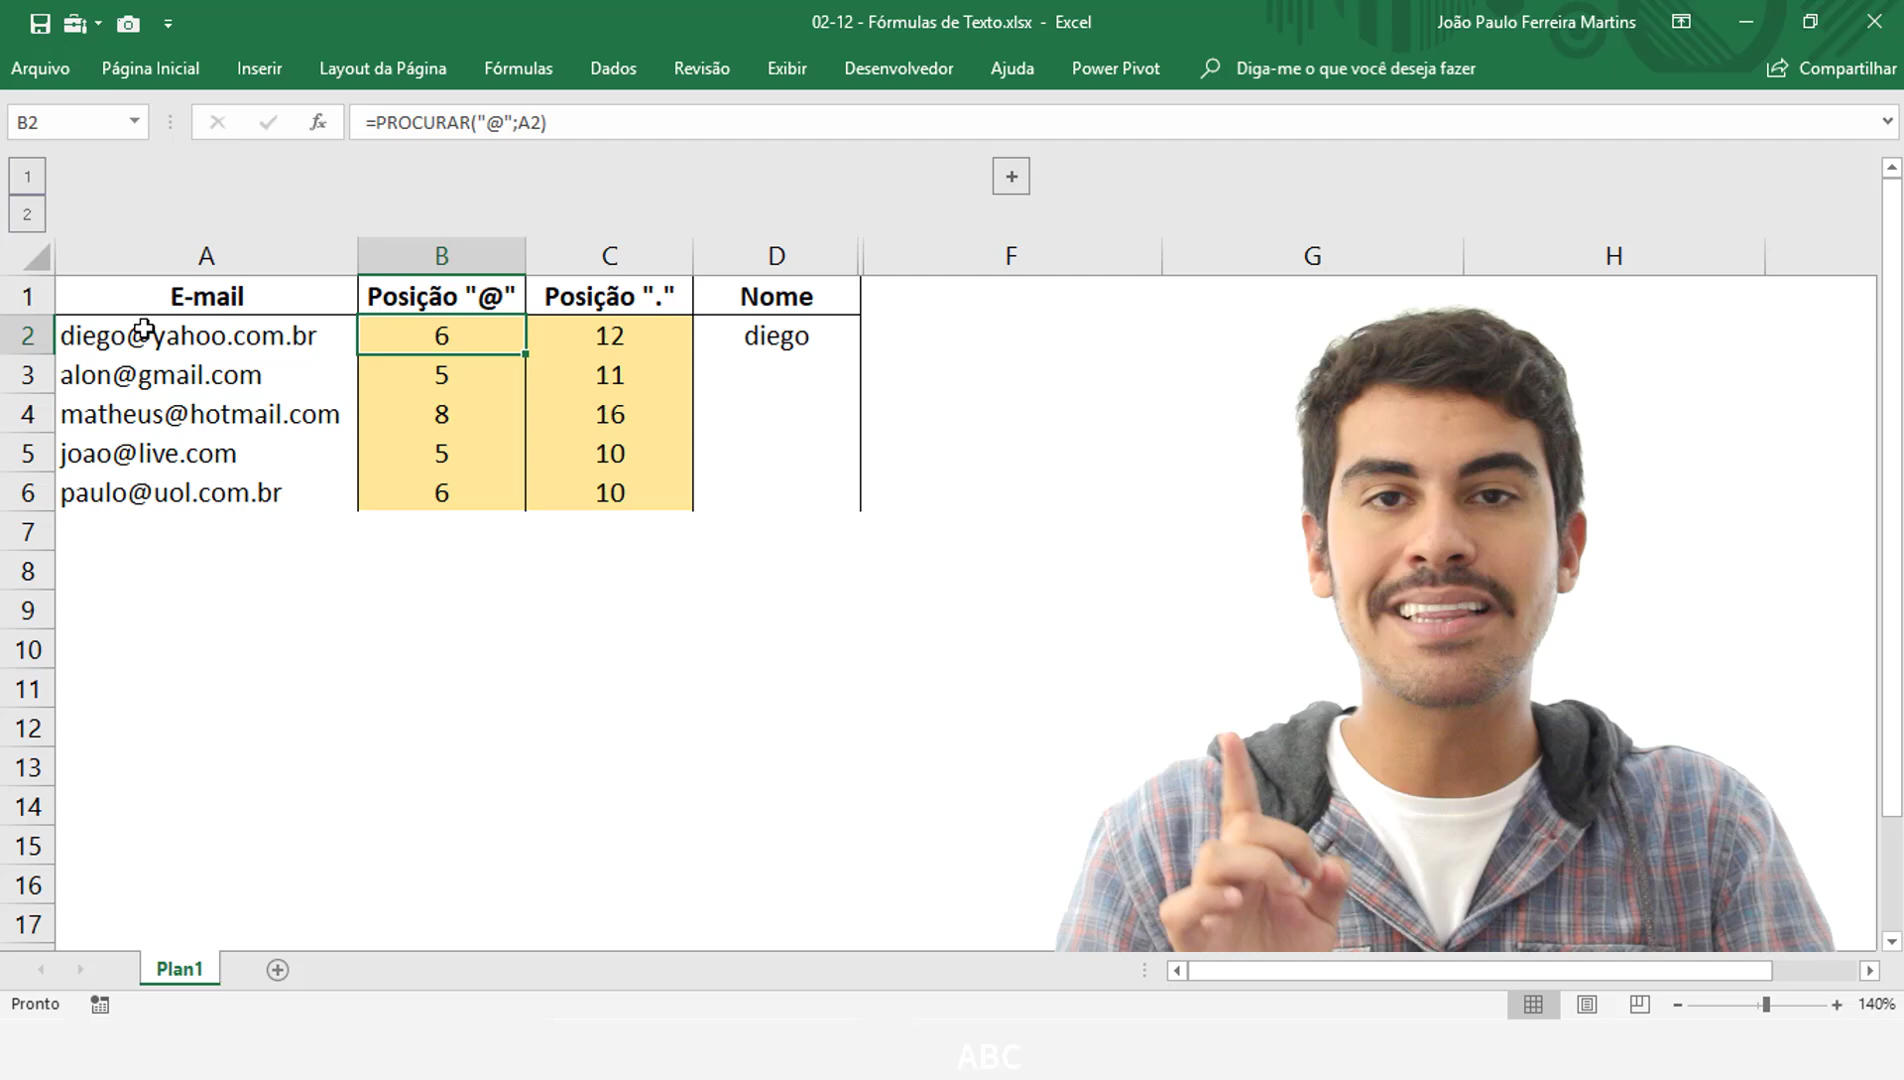 02-12 - Fórmulas de Texto.xlsx - Excel
João Paulo Ferreira Martins
Arquivo Página Inicial Inserir Layout da Página Fórmulas Dados Revisão Exibir Desenvolvedor Ajuda Power Pivot Diga-me o que você deseja fazer Compartilhar
B2 fx =PROCURAR("@";A2)
1
2
A B C D F G H
1 E-mail Posição "@" Posição "." Nome
2 diego@yahoo.com.br 6 12 diego
3 alon@gmail.com 5 11
4 matheus@hotmail.com 8 16
5 joao@live.com 5 10
6 paulo@uol.com.br 6 10
7
8
9
10
11
12
13
14
15
16
17
Plan1
Pronto 140%
ABC